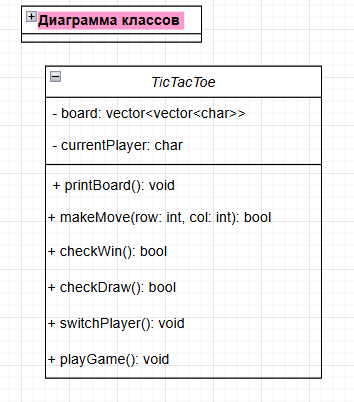 Диаграмма классов
TicTacToe
- board: vector<vector<char>>
- currentPlayer: char
+ printBoard(): void
+ makeMove(row: int, col: int): bool
+ checkWin(): bool
+ checkDraw(): bool
+ switchPlayer(): void
+ playGame(): void